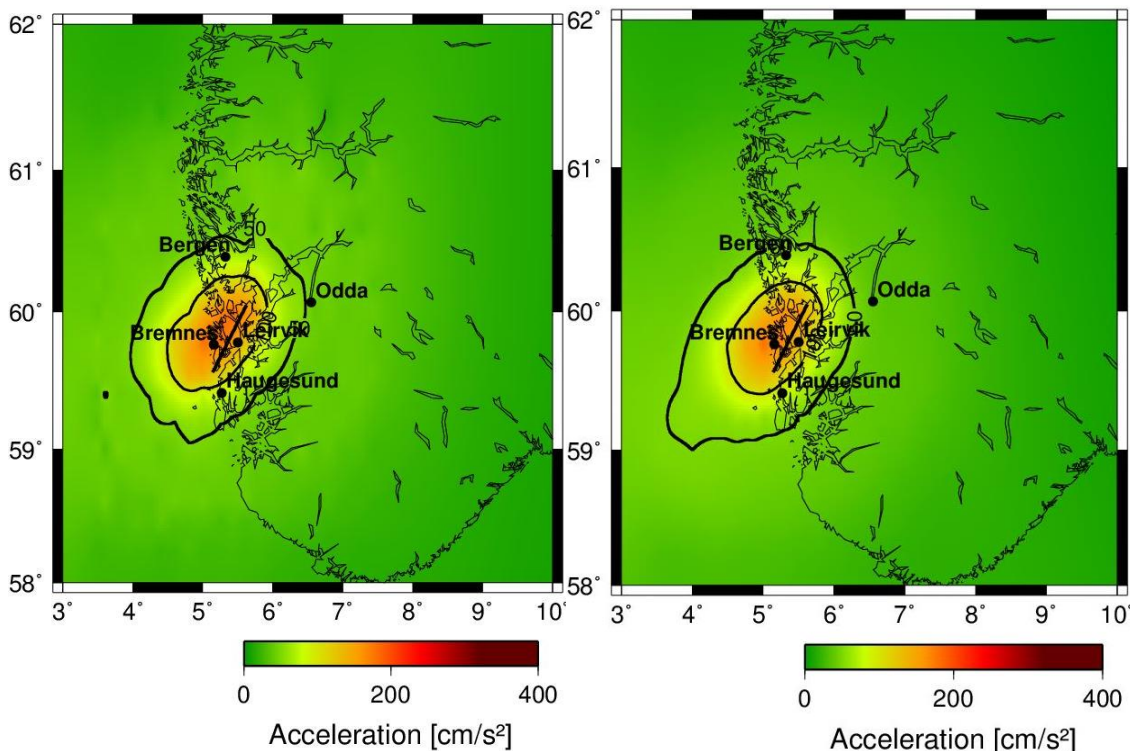 62°
61°
60°
59°
58°
50
Bergen
Odda
Bremnes
Leirvik
Haugesund
3° 4° 5° 6° 7° 8° 9° 10°
0 200 400
Acceleration [cm/s²]
62°
61°
60°
59°
58°
Bergen
Odda
Bremnes
Leirvik
Haugesund
3° 4° 5° 6° 7° 8° 9° 10°
0 200 400
Acceleration [cm/s²]